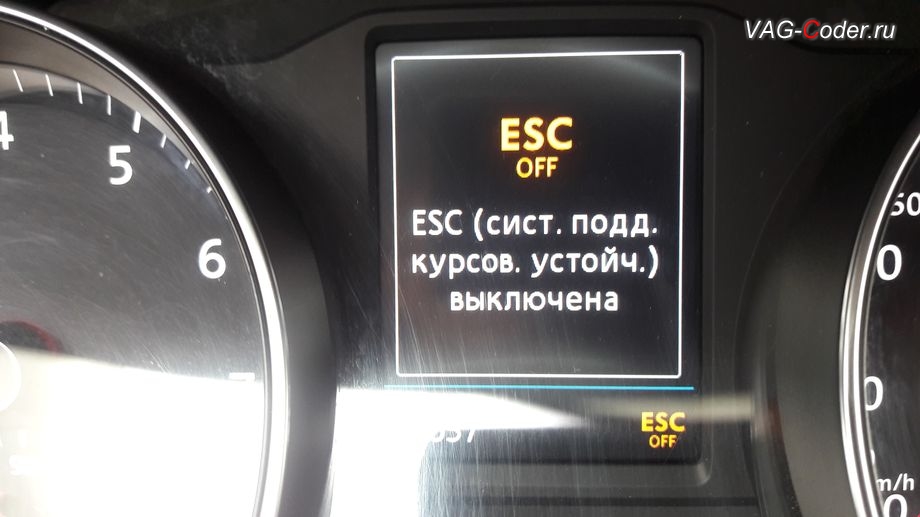 VAG-Coder.ru
4
5
6
ESC
OFF
ESC (сист. подд.
курсов. устойч.)
выключена
ESC
OFF
m/h